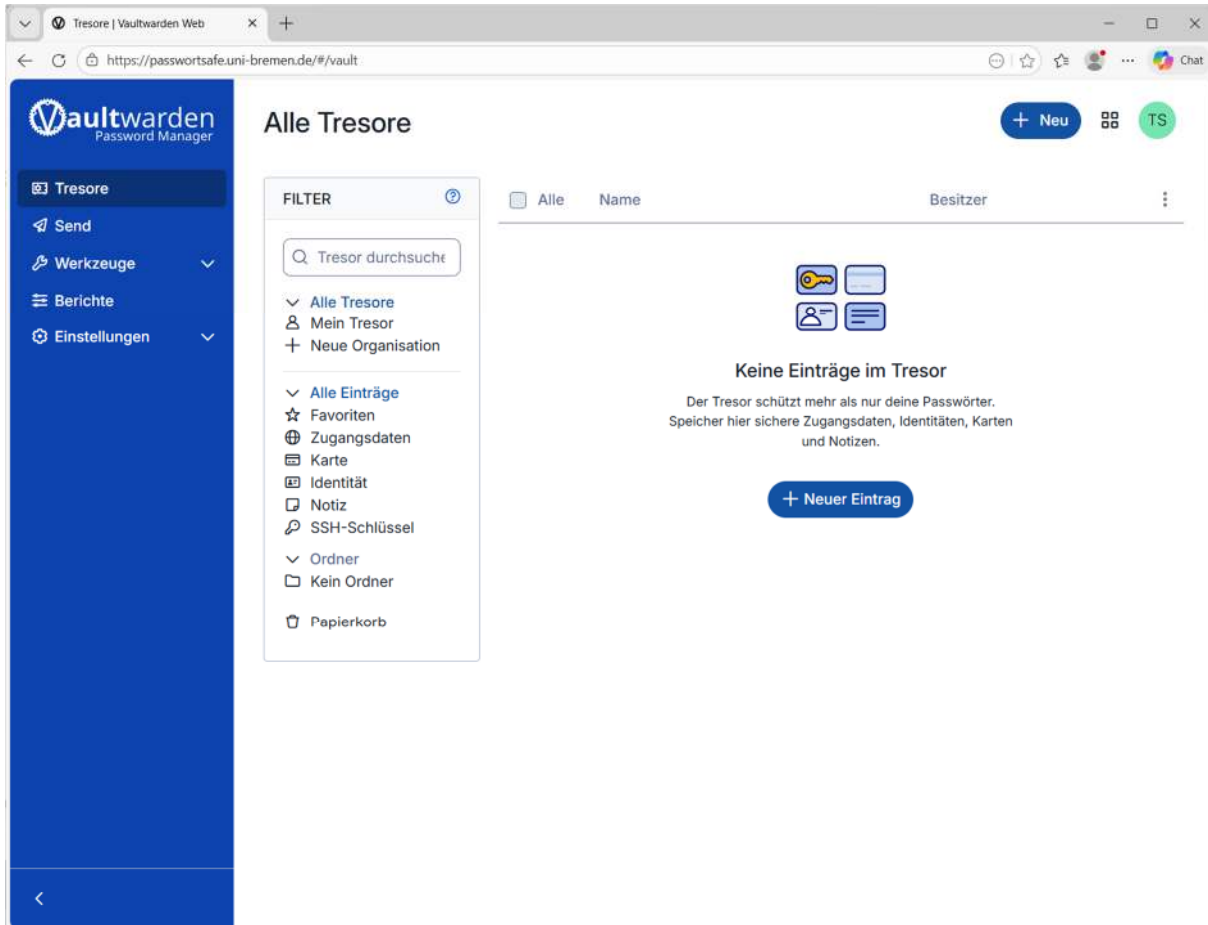 Tresore | Vaultwarden Web
https://passwortsafe.uni-bremen.de/#/vault
Chat
Vaultwarden
Password Manager
Alle Tresore
Neu
TS
Tresore
Send
Werkzeuge
Berichte
Einstellungen
FILTER
Tresor durchsuche
Alle Tresore
Mein Tresor
Neue Organisation
Alle Einträge
Favoriten
Zugangsdaten
Karte
Identität
Notiz
SSH-Schlüssel
Ordner
Kein Ordner
Papierkorb
Alle Name Besitzer
Keine Einträge im Tresor
Der Tresor schützt mehr als nur deine Passwörter.
Speicher hier sichere Zugangsdaten, Identitäten, Karten
und Notizen.
Neuer Eintrag